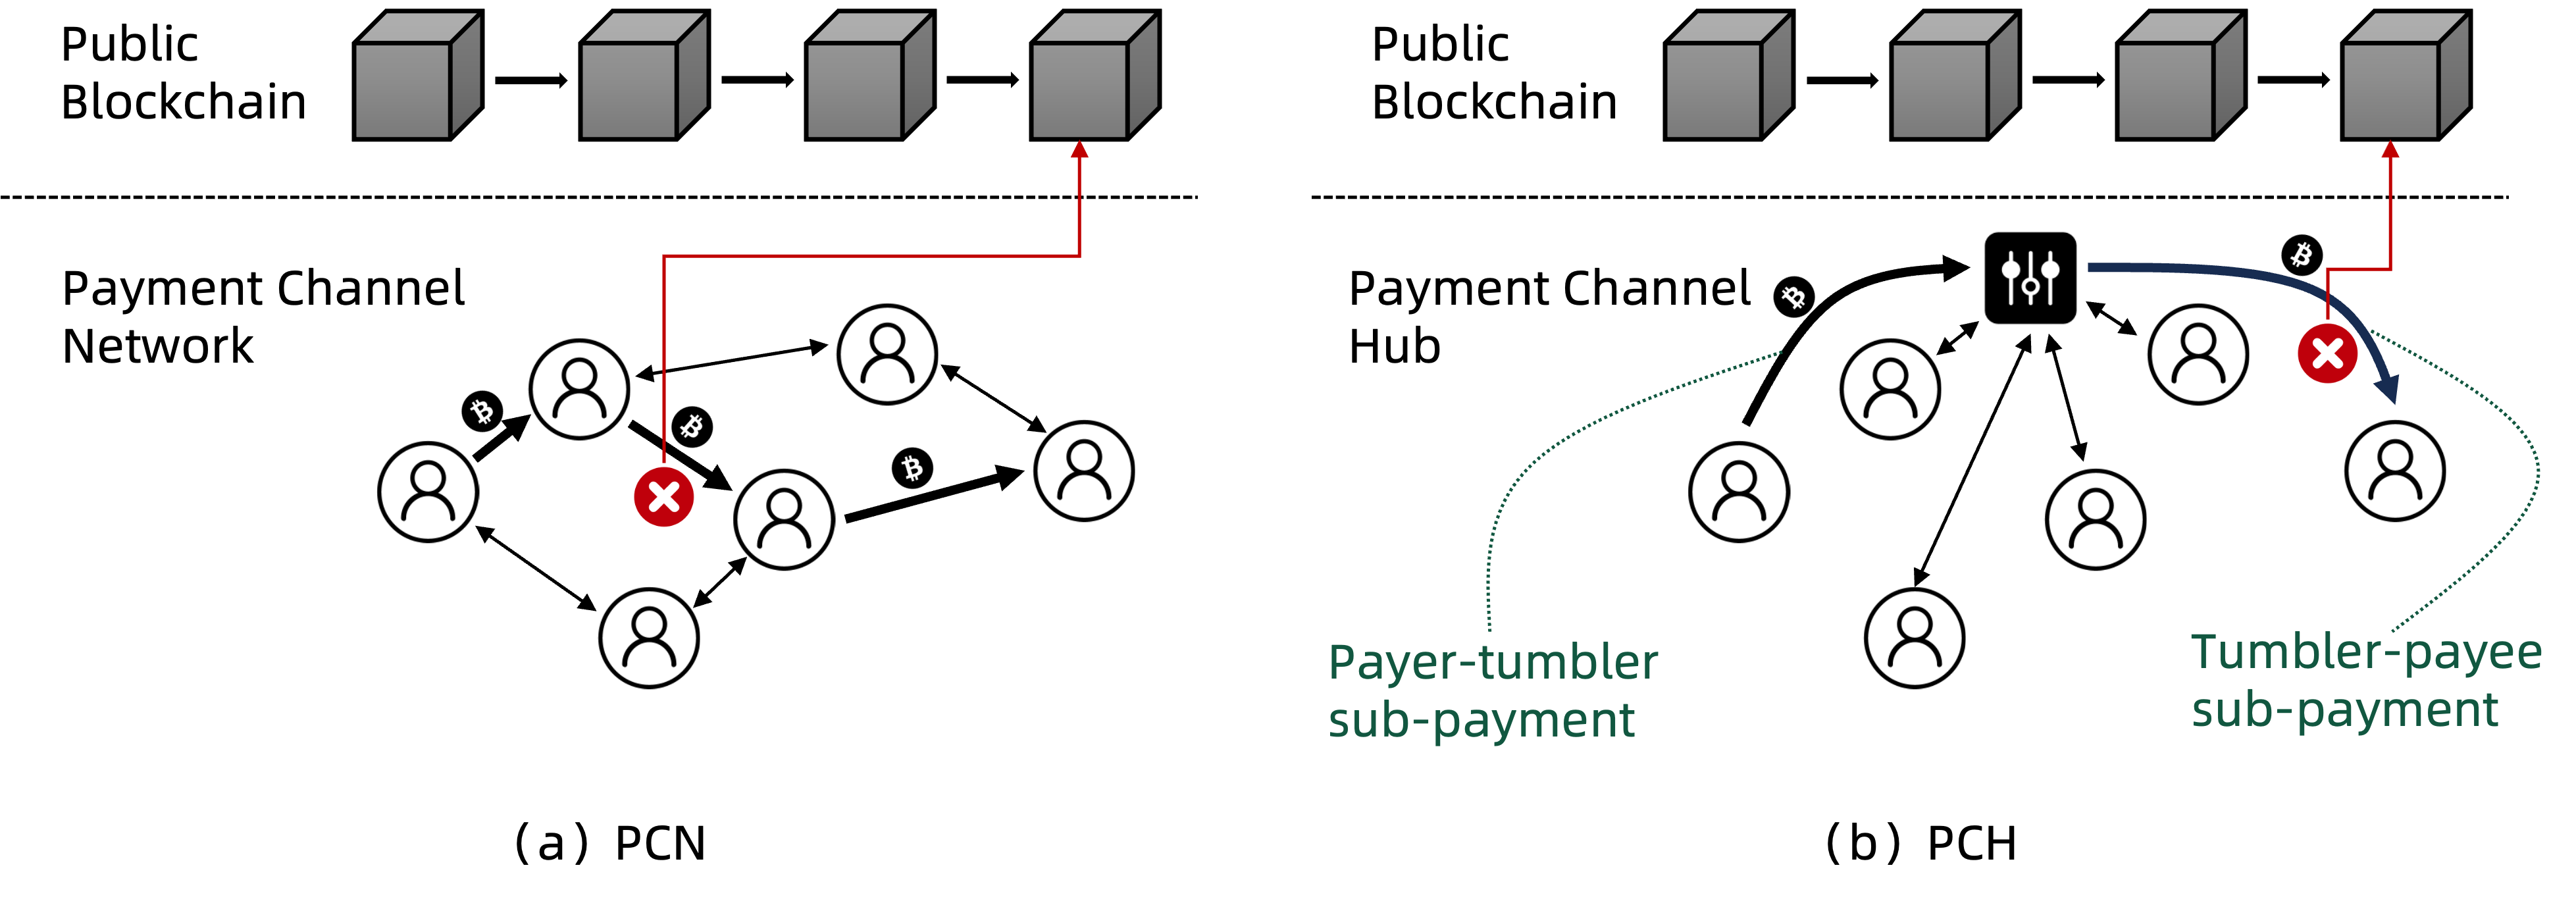 Public
Blockchain
Payment Channel
Network
(a) PCN
Public
Blockchain
Payment Channel
Hub
Payer-tumbler
sub-payment
Tumbler-payee
sub-payment
(b) PCH